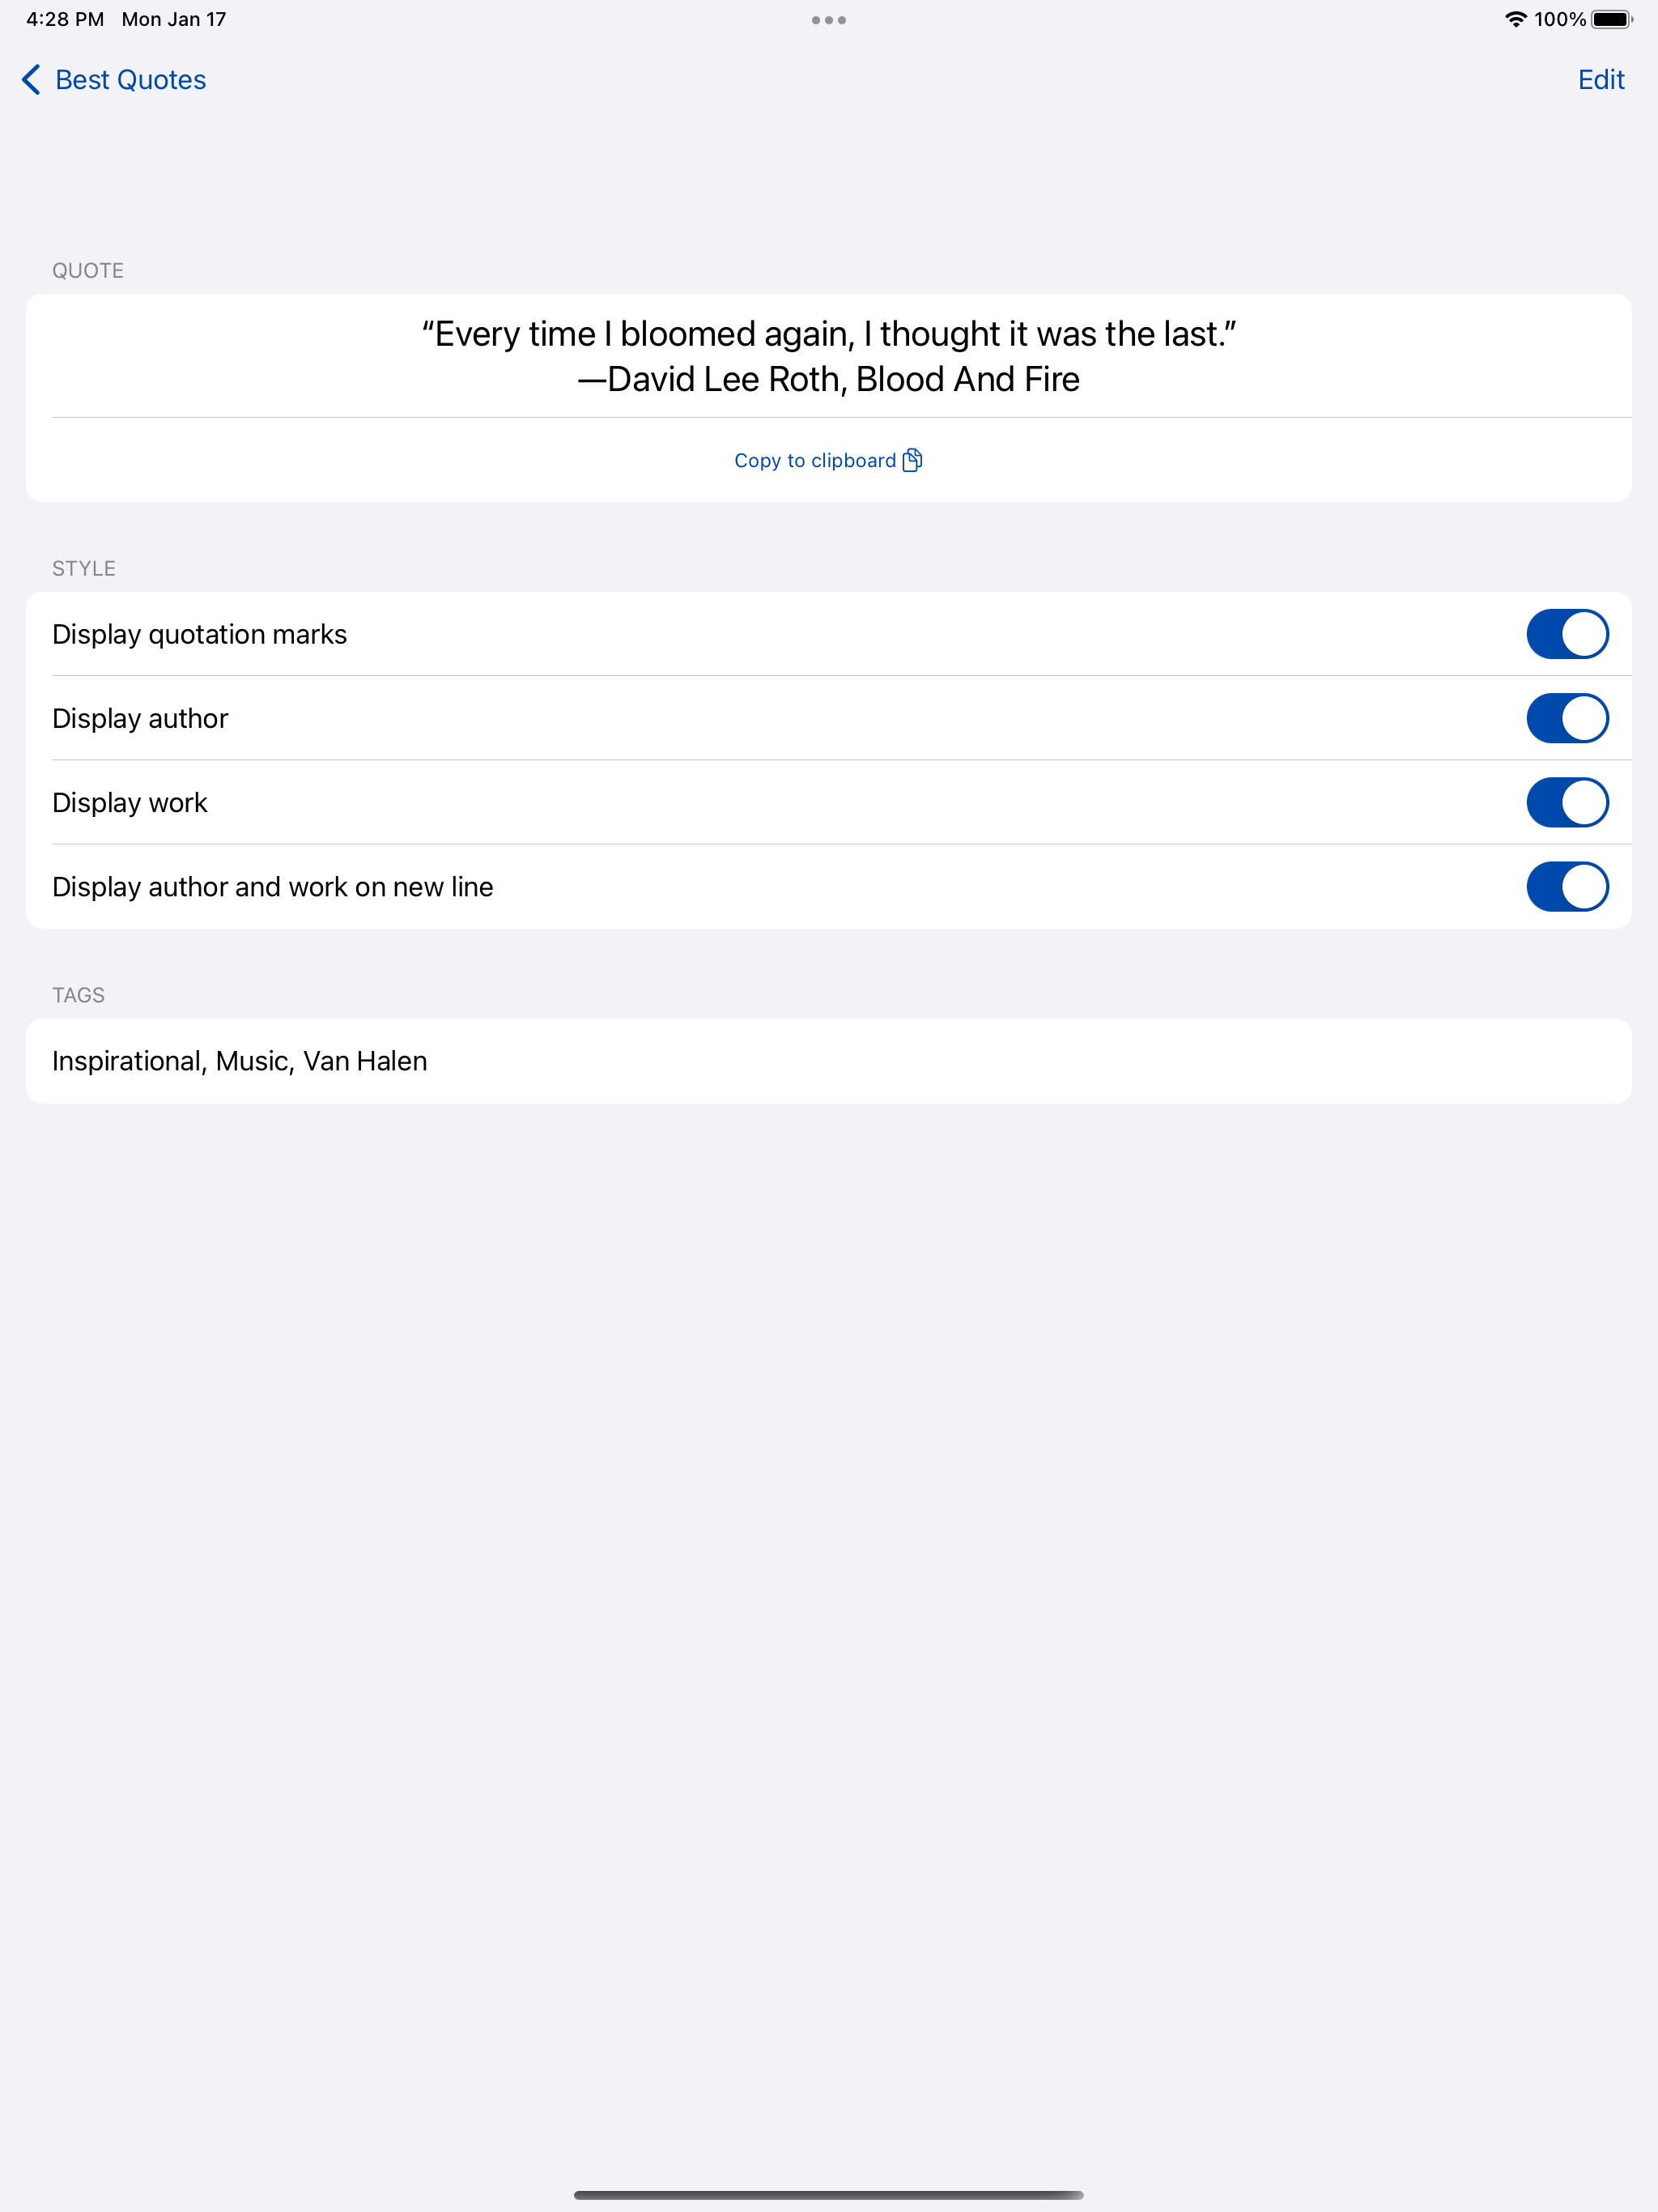 4:28 PM Mon Jan 17
100%
Best Quotes
Edit
QUOTE
“Every time I bloomed again, I thought it was the last.”
—David Lee Roth, Blood And Fire
Copy to clipboard
STYLE
Display quotation marks
Display author
Display work
Display author and work on new line
TAGS
Inspirational, Music, Van Halen